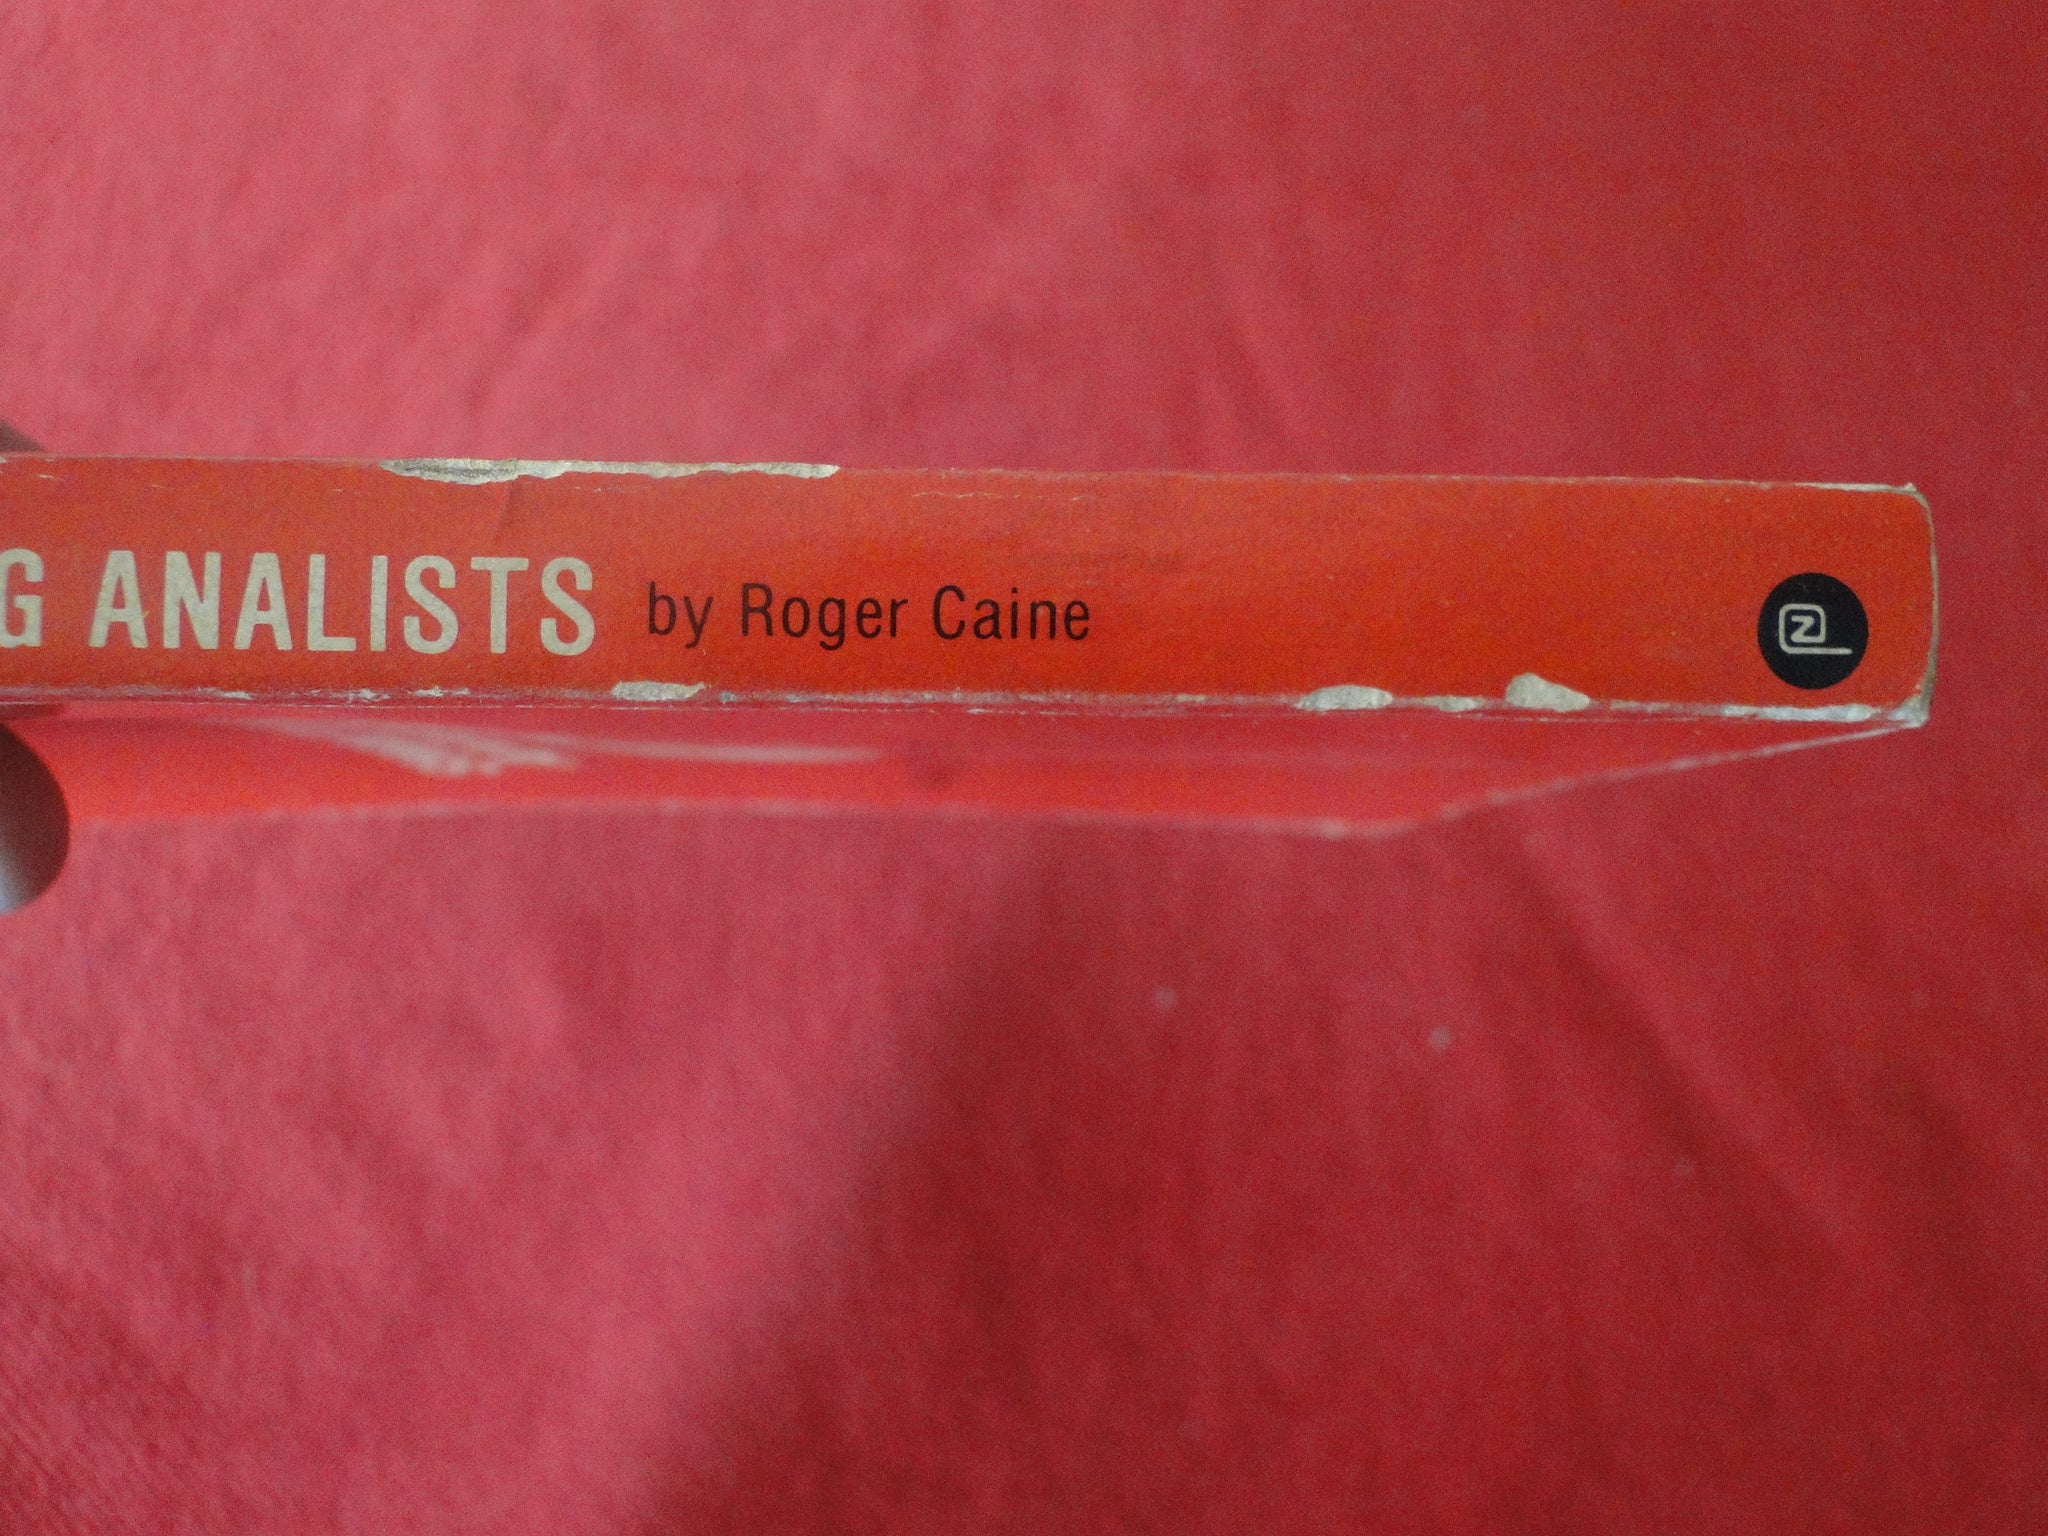 G ANALISTS by Roger Caine
Z